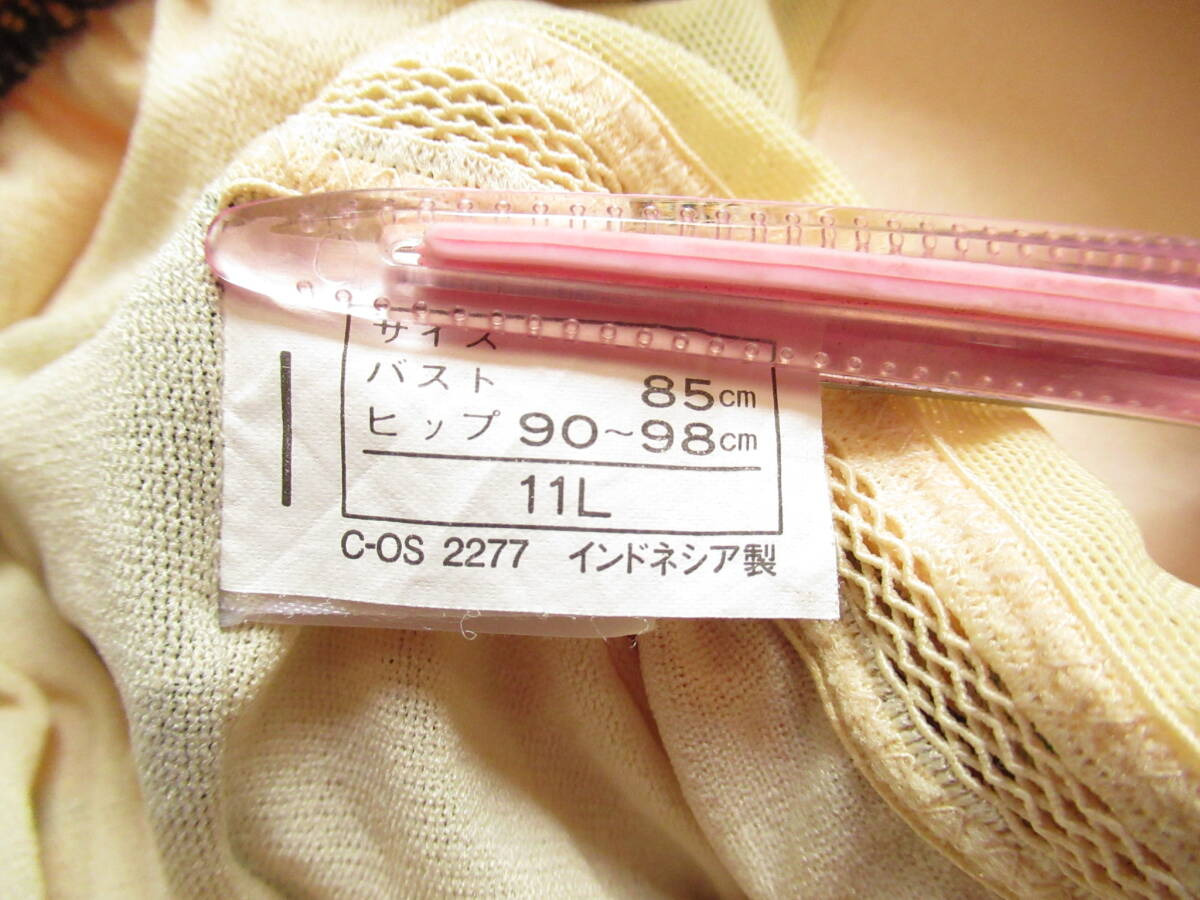 サイズ
バスト 85cm
ヒップ 90~98cm
11L
C-OS 2277 インドネシア製